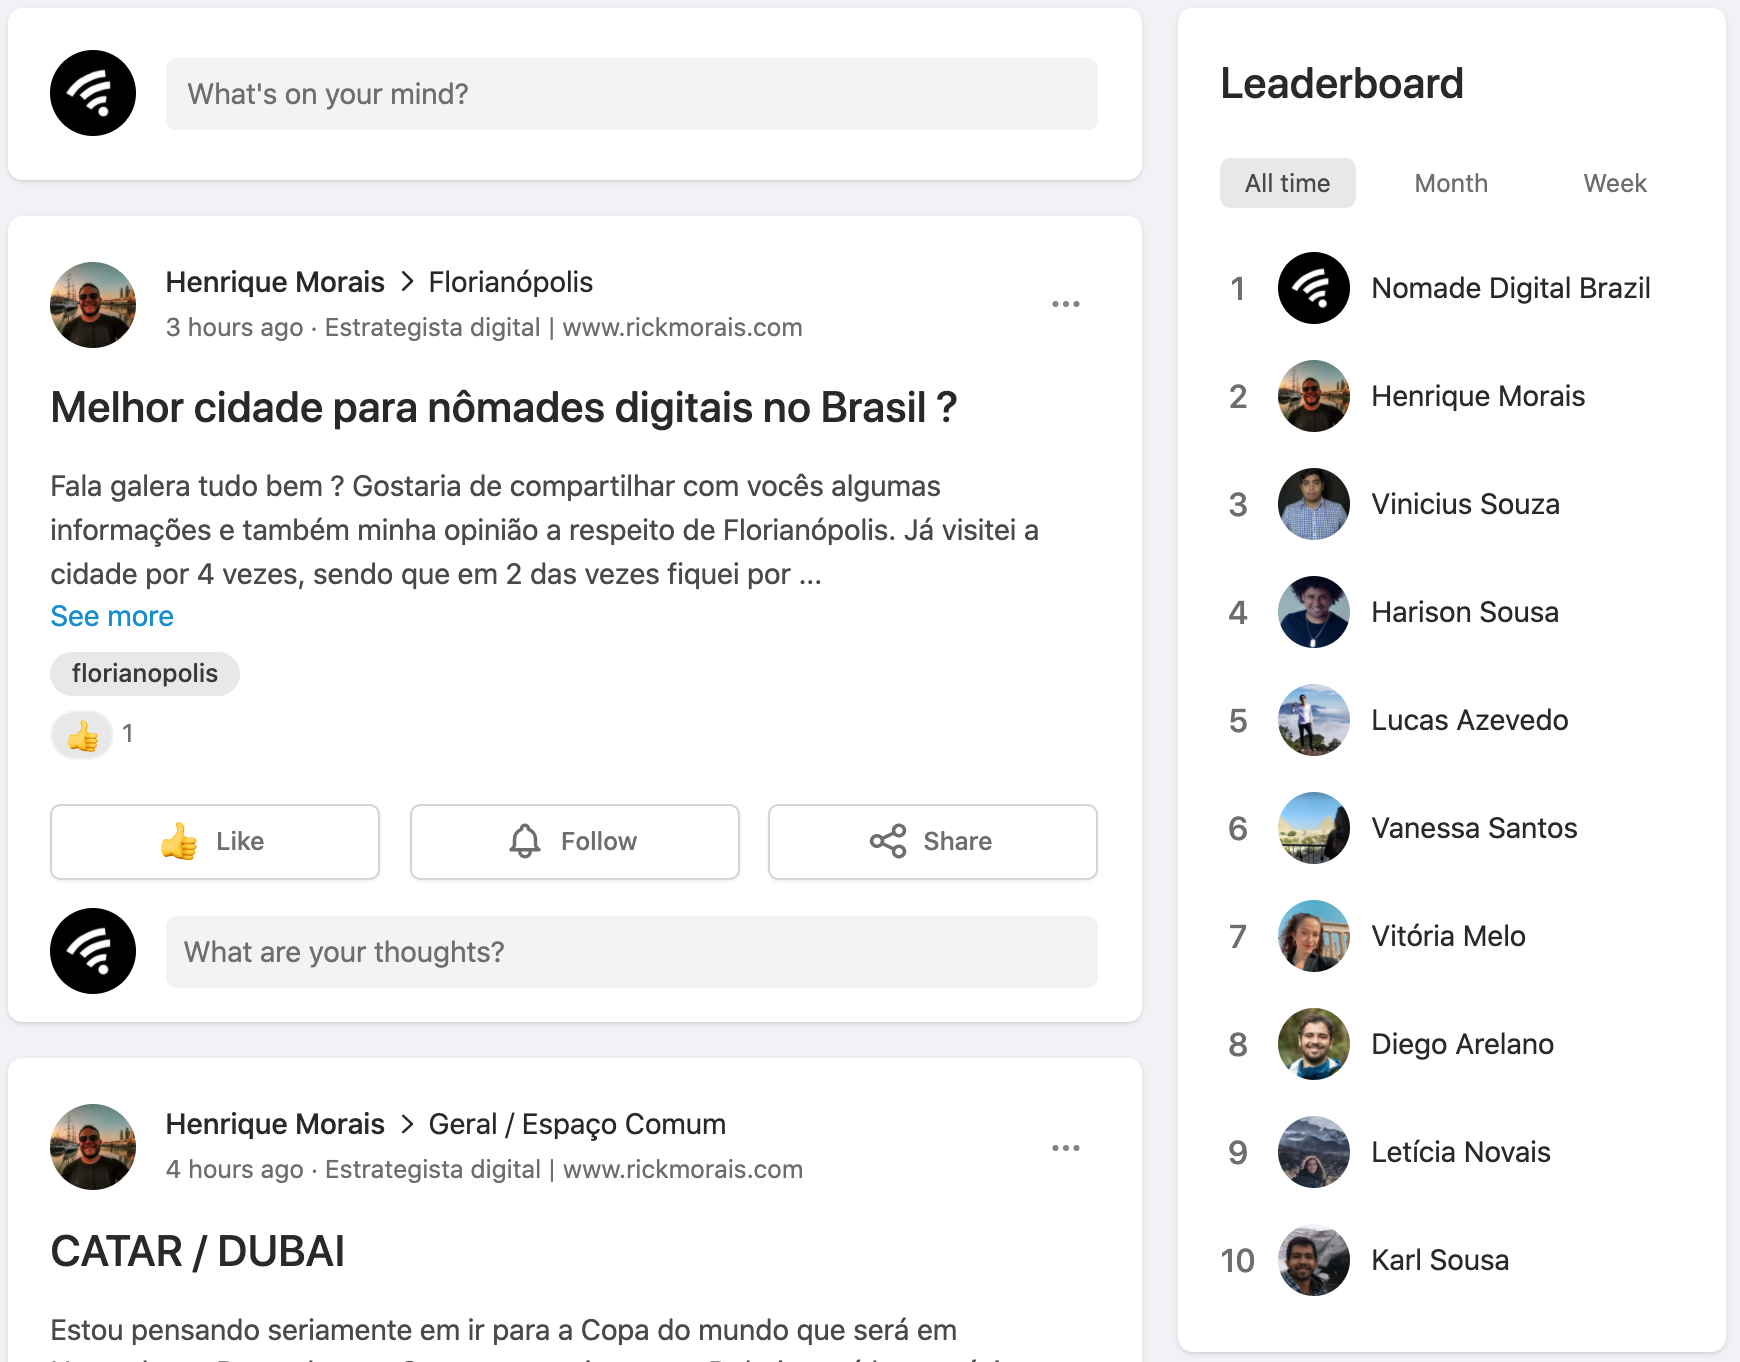 What's on your mind?
Henrique Morais > Florianópolis
3 hours ago · Estrategista digital | www.rickmorais.com
Melhor cidade para nômades digitais no Brasil ?
Fala galera tudo bem ? Gostaria de compartilhar com vocês algumas
informações e também minha opinião a respeito de Florianópolis. Já visitei a
cidade por 4 vezes, sendo que em 2 das vezes fiquei por ...
See more
florianopolis
1
Like
Follow
Share
What are your thoughts?
Henrique Morais > Geral / Espaço Comum
4 hours ago · Estrategista digital | www.rickmorais.com
CATAR / DUBAI
Estou pensando seriamente em ir para a Copa do mundo que será em
Leaderboard
All time
Month
Week
1 Nomade Digital Brazil
2 Henrique Morais
3 Vinicius Souza
4 Harison Sousa
5 Lucas Azevedo
6 Vanessa Santos
7 Vitória Melo
8 Diego Arelano
9 Letícia Novais
10 Karl Sousa